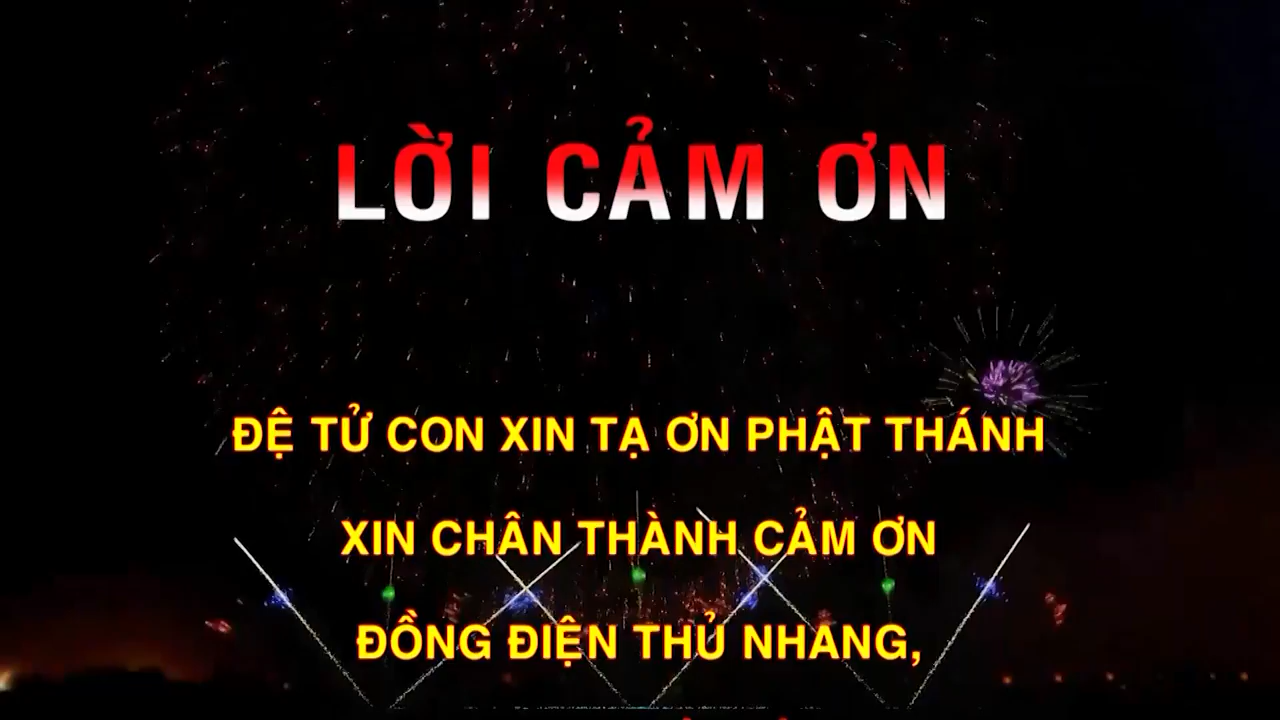 LỜI CẢM ƠN
ĐỆ TỬ CON XIN TẠ ƠN PHẬT THÁNH
XIN CHÂN THÀNH CẢM ƠN
ĐỒNG ĐIỆN THỦ NHANG,